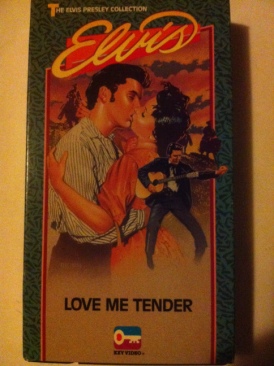 THE ELVIS PRESLEY COLLECTION
Elvis
LOVE ME TENDER
KEY VIDEO